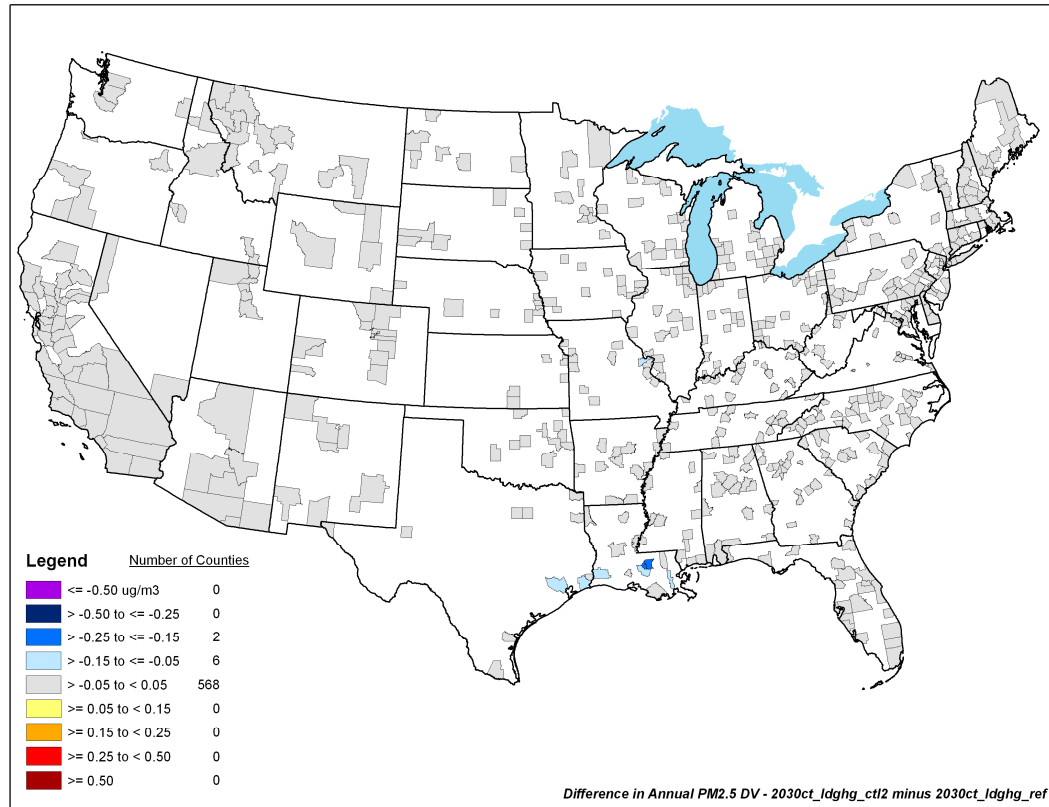 Legend Number of Counties
<= -0.50 ug/m3 0
> -0.50 to <= -0.25 0
> -0.25 to <= -0.15 2
> -0.15 to <= -0.05 6
> -0.05 to < 0.05 568
>= 0.05 to < 0.15 0
>= 0.15 to < 0.25 0
>= 0.25 to < 0.50 0
>= 0.50 0
Difference in Annual PM2.5 DV - 2030ct_ldghg_ctl2 minus 2030ct_ldghg_ref